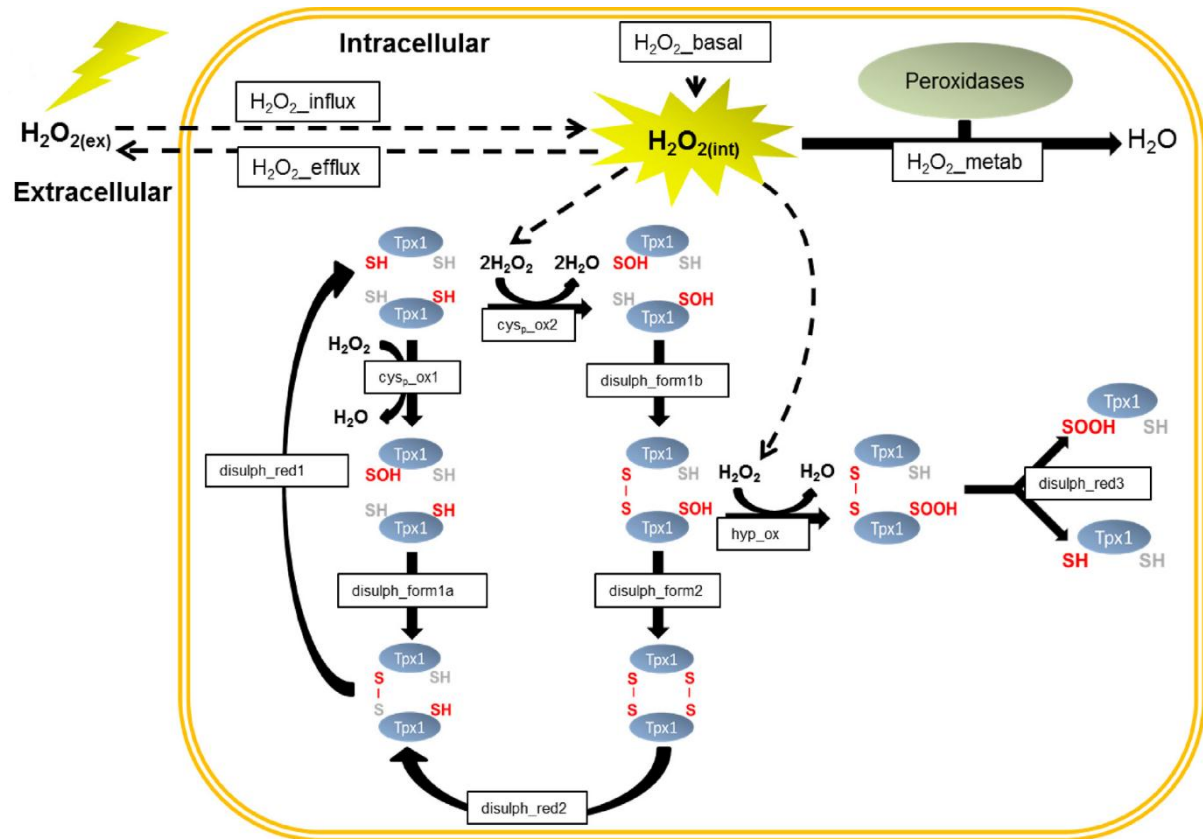 Intracellular
H₂O₂_basal
Peroxidases
H₂O₂_influx
H₂O₂(ex)
H₂O₂(int)
H₂O
H₂O₂_efflux
H₂O₂_metab
Extracellular
Tpx1
SH SH
SH SH
Tpx1
2H₂O₂ 2H₂O
cysₚ_ox2
Tpx1
SOH SH
SH SOH
Tpx1
H₂O₂
cysₚ_ox1
H₂O
disulph_form1b
disulph_red1
Tpx1
SOH SH
SH SH
Tpx1
Tpx1
S SH
S SOH
Tpx1
H₂O₂ H₂O
hyp_ox
Tpx1
S SH
S SOOH
Tpx1
disulph_red3
Tpx1
SOOH SH
Tpx1
SH SH
disulph_form1a
disulph_form2
Tpx1
S SH
S SH
Tpx1
Tpx1
S S
S S
Tpx1
disulph_red2